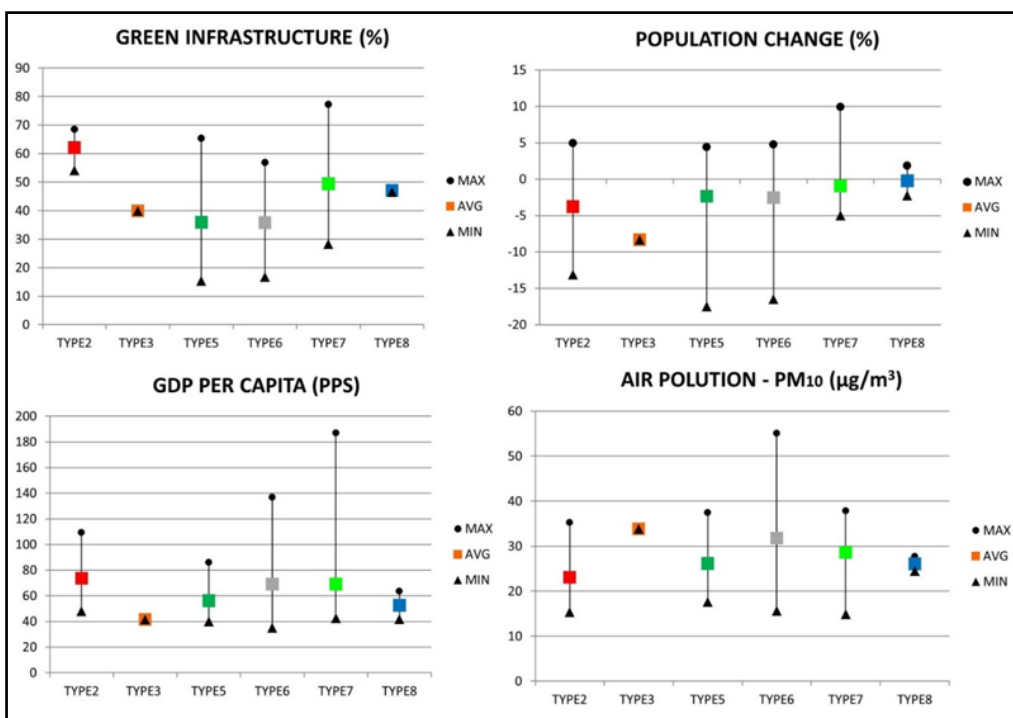 GREEN INFRASTRUCTURE (%)
90
80
70
60
50
40
30
20
10
0
TYPE2 TYPE3 TYPE5 TYPE6 TYPE7 TYPE8
MAX
AVG
MIN
POPULATION CHANGE (%)
15
10
5
0
-5
-10
-15
-20
TYPE2 TYPE3 TYPE5 TYPE6 TYPE7 TYPE8
MAX
AVG
MIN
GDP PER CAPITA (PPS)
200
180
160
140
120
100
80
60
40
20
0
TYPE2 TYPE3 TYPE5 TYPE6 TYPE7 TYPE8
MAX
AVG
MIN
AIR POLUTION - PM10 (µg/m³)
60
50
40
30
20
10
0
TYPE2 TYPE3 TYPE5 TYPE6 TYPE7 TYPE8
MAX
AVG
MIN